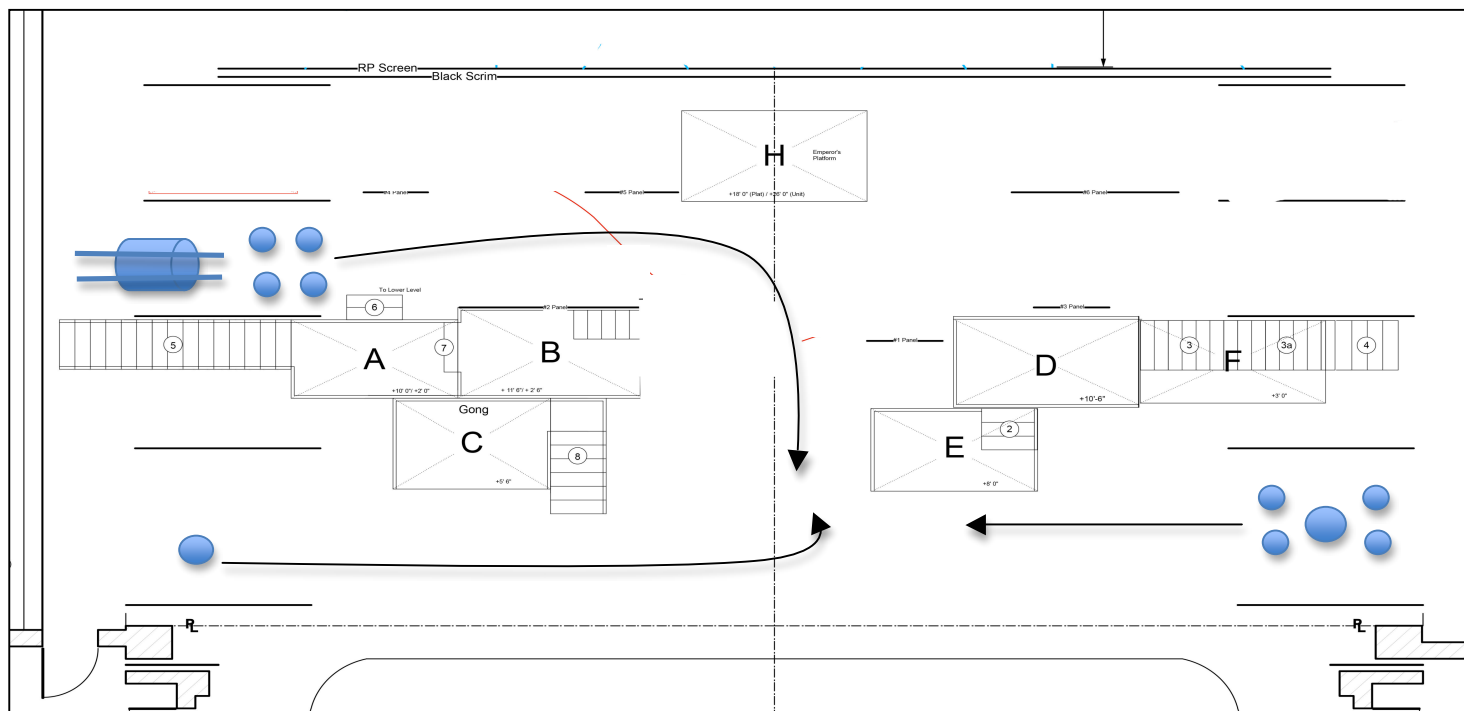 RP Screen
Black Scrim
H
Emperor's
Platform
+18' 0" (Plat) / +26' 0" (Unit)
#4 Panel
#5 Panel
#6 Panel
To Lower Level
6
#2 Panel
#3 Panel
5
7
A
B
#1 Panel
D
3
3a
4
F
+10' 0"/ +2' 0"
+ 11' 6"/ + 2' 6"
+10'-6"
+3' 0"
Gong
C
8
+5' 6"
E
2
+8' 0"
PL
PL